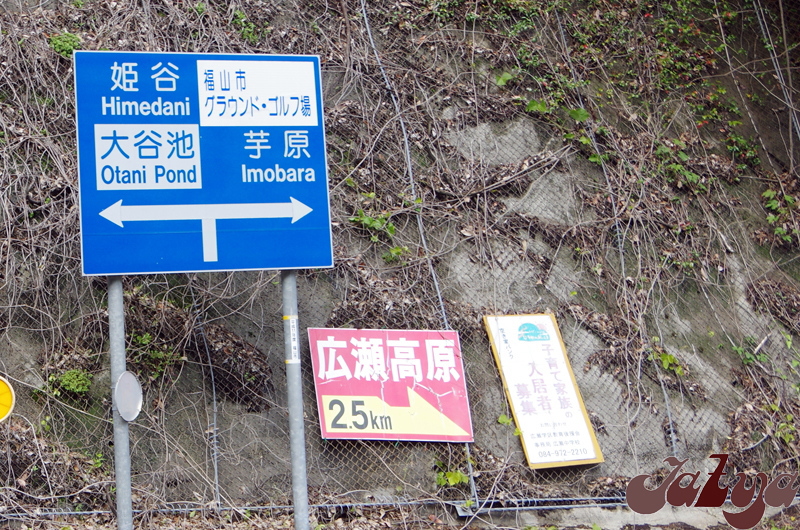 姫谷
Himedani
福山市
グラウンド・ゴルフ場
大谷池
Otani Pond
芋原
Imobara
広瀬高原
2.5km
子育て家族の
入居者
募集
084-972-2210
Jalya